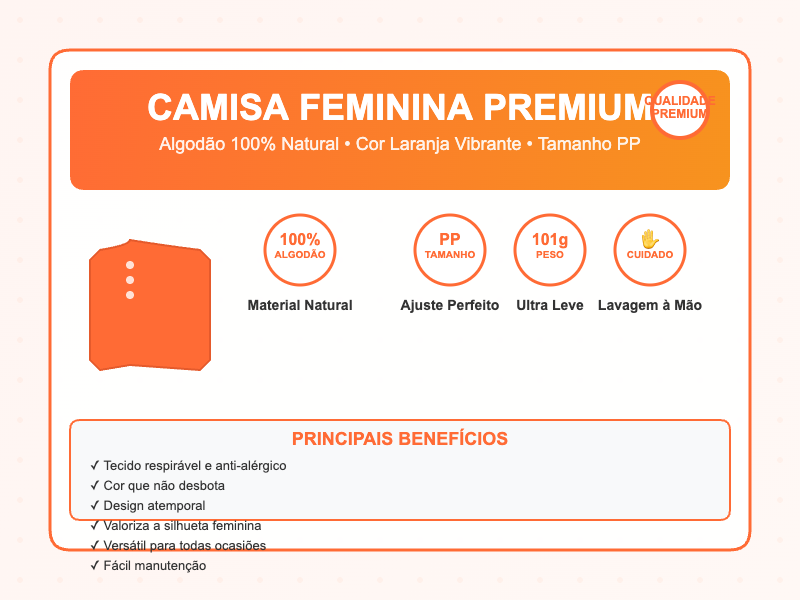 CAMISA FEMININA PREMIUM
QUALIDADE
PREMIUM
Algodão 100% Natural • Cor Laranja Vibrante • Tamanho PP
100%
ALGODÃO
Material Natural
PP
TAMANHO
Ajuste Perfeito
101g
PESO
Ultra Leve
✋
CUIDADO
Lavagem à Mão
PRINCIPAIS BENEFÍCIOS
✓ Tecido respirável e anti-alérgico
✓ Cor que não desbota
✓ Design atemporal
✓ Valoriza a silhueta feminina
✓ Versátil para todas ocasiões
✓ Fácil manutenção